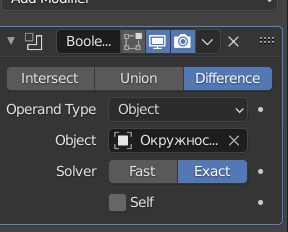 Add Modifier
Boole...
Intersect Union Difference
Operand Type Object
Object Окружнос...
Solver Fast Exact
Self